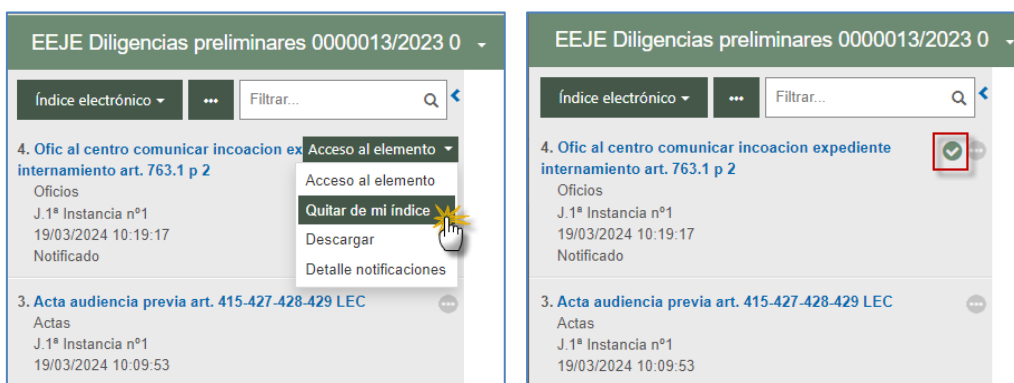 EEJE Diligencias preliminares 0000013/2023 0
Índice electrónico
Filtrar...
4. Ofic al centro comunicar incoacion ex
Acceso al elemento
internamiento art. 763.1 p 2
Acceso al elemento
Oficios
Quitar de mi índice
J.1ª Instancia nº1
19/03/2024 10:19:17
Descargar
Notificado
Detalle notificaciones
3. Acta audiencia previa art. 415-427-428-429 LEC
Actas
J.1ª Instancia nº1
19/03/2024 10:09:53
EEJE Diligencias preliminares 0000013/2023 0
Índice electrónico
Filtrar...
4. Ofic al centro comunicar incoacion expediente
internamiento art. 763.1 p 2
Oficios
J.1ª Instancia nº1
19/03/2024 10:19:17
Notificado
3. Acta audiencia previa art. 415-427-428-429 LEC
Actas
J.1ª Instancia nº1
19/03/2024 10:09:53